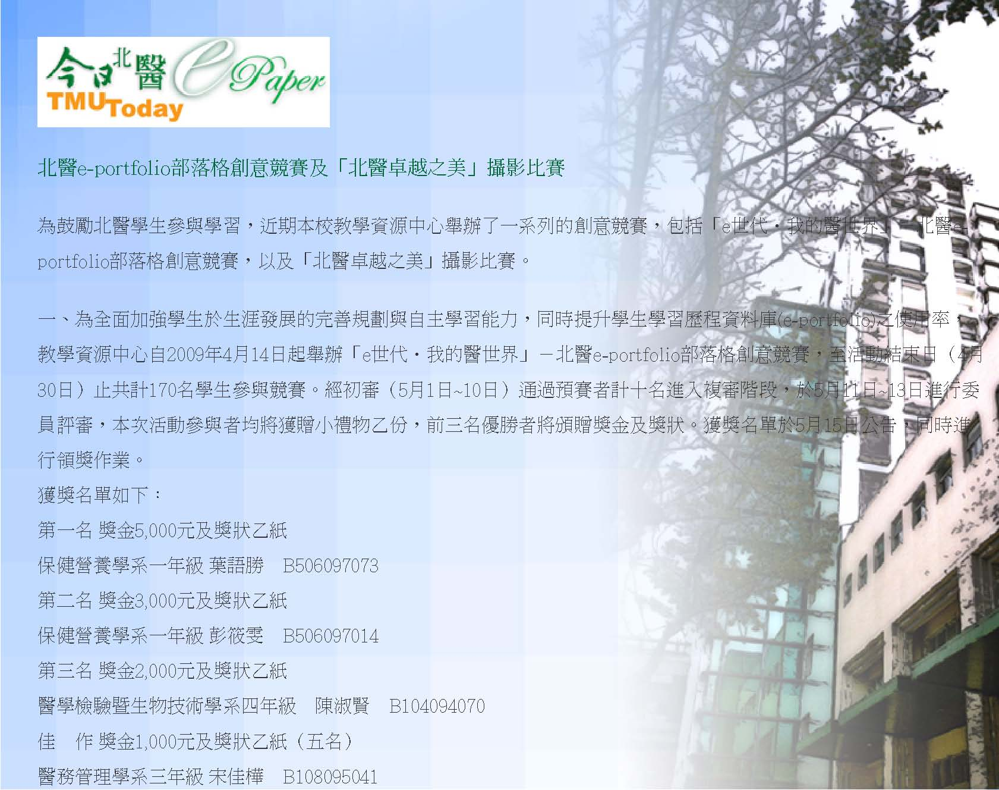 今日北醫 e Paper
TMU Today
北醫e-portfolio部落格創意競賽及「北醫卓越之美」攝影比賽
為鼓勵北醫學生參與學習，近期本校教學資源中心舉辦了一系列的創意競賽，包括「e世代．我的醫世界」－北醫e-
portfolio部落格創意競賽，以及「北醫卓越之美」攝影比賽。
一、為全面加強學生於生涯發展的完善規劃與自主學習能力，同時提升學生學習歷程資料庫(e-portfolio)之使用率，
教學資源中心自2009年4月14日起舉辦「e世代．我的醫世界」－北醫e-portfolio部落格創意競賽，至活動結束日（4月
30日）止共計170名學生參與競賽。經初審（5月1日~10日）通過預賽者計十名進入複審階段，於5月11日~13日進行委
員評審，本次活動參與者均將獲贈小禮物乙份，前三名優勝者將頒贈獎金及獎狀。獲獎名單於5月15日公告，同時進
行領獎作業。
獲獎名單如下：
第一名 獎金5,000元及獎狀乙紙
保健營養學系一年級 葉語勝　B506097073
第二名 獎金3,000元及獎狀乙紙
保健營養學系一年級 彭筱雯　B506097014
第三名 獎金2,000元及獎狀乙紙
醫學檢驗暨生物技術學系四年級　陳淑賢　B104094070
佳　作 獎金1,000元及獎狀乙紙（五名）
醫務管理學系三年級 宋佳樺　B108095041